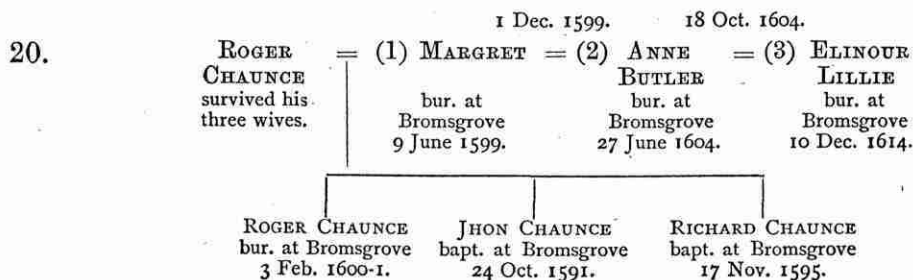 1 Dec. 1599. 18 Oct. 1604.
20. ROGER = (1) MARGRET = (2) ANNE = (3) ELINOUR
CHAUNCE BUTLER LILLIE
survived his bur. at bur. at bur. at
three wives. Bromsgrove Bromsgrove Bromsgrove
9 June 1599. 27 June 1604. 10 Dec. 1614.
ROGER CHAUNCE JHON CHAUNCE RICHARD CHAUNCE
bur. at Bromsgrove bapt. at Bromsgrove bapt. at Bromsgrove
3 Feb. 1600-1. 24 Oct. 1591. 17 Nov. 1595.